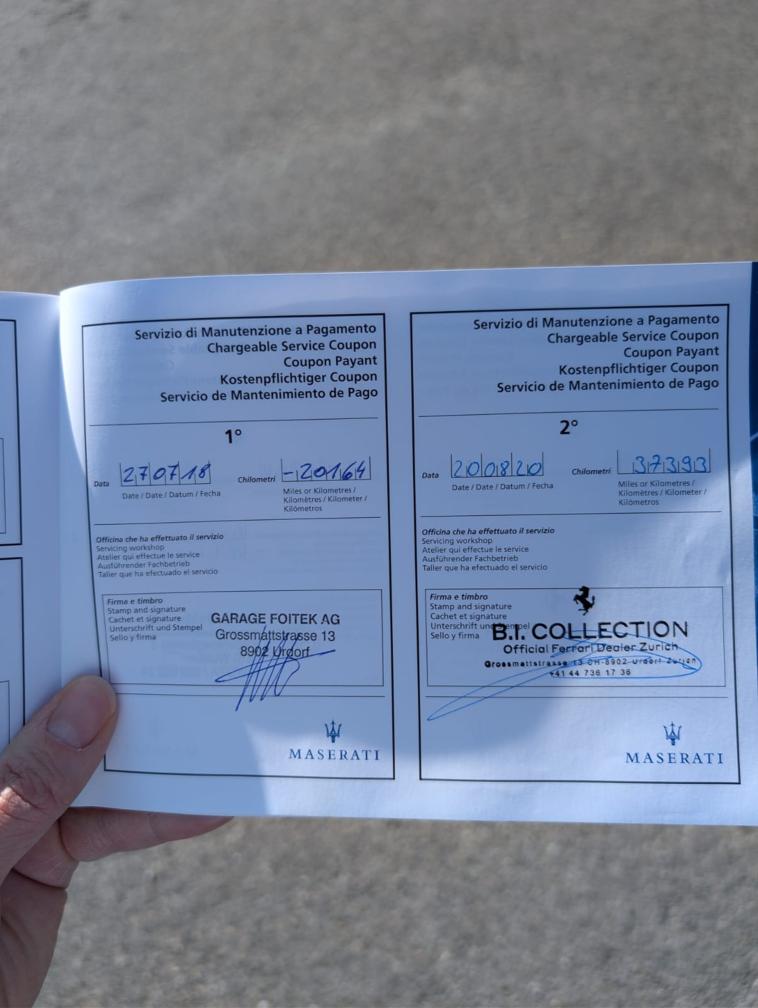 Servizio di Manutenzione a Pagamento
Chargeable Service Coupon
Coupon Payant
Kostenpflichtiger Coupon
Servicio de Mantenimiento de Pago
1°
Data 27 07 18 Chilometri -20164
Date / Date / Datum / Fecha
Miles or Kilometres /
Kilomètres / Kilometer /
Kilómetros
Officina che ha effettuato il servizio
Servicing workshop
Atelier qui effectue le service
Ausführender Fachbetrieb
Taller que ha efectuado el servicio
Firma e timbro
Stamp and signature
Cachet et signature
Unterschrift und Stempel
Sello y firma
GARAGE FOITEK AG
Grossmattstrasse 13
8902 Urdorf
MASERATI
Servizio di Manutenzione a Pagamento
Chargeable Service Coupon
Coupon Payant
Kostenpflichtiger Coupon
Servicio de Mantenimiento de Pago
2°
Data 20 08 20 Chilometri 37393
Date / Date / Datum / Fecha
Miles or Kilometres /
Kilomètres / Kilometer /
Kilómetros
Officina che ha effettuato il servizio
Servicing workshop
Atelier qui effectue le service
Ausführender Fachbetrieb
Taller que ha efectuado el servicio
Firma e timbro
Stamp and signature
Cachet et signature
Unterschrift und Stempel
Sello y firma
B.I. COLLECTION
Official Ferrari Dealer Zurich
Grossmattstrasse 13 CH-8902 Urdorf Zurich
+41 44 736 17 36
MASERATI